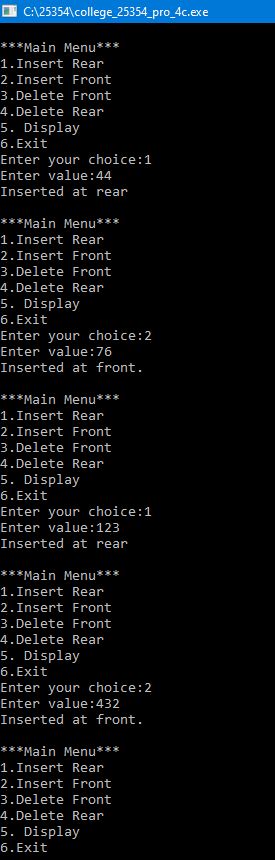 C:\25354\college_25354_pro_4c.exe
***Main Menu***
1.Insert Rear
2.Insert Front
3.Delete Front
4.Delete Rear
5. Display
6.Exit
Enter your choice:1
Enter value:44
Inserted at rear
***Main Menu***
1.Insert Rear
2.Insert Front
3.Delete Front
4.Delete Rear
5. Display
6.Exit
Enter your choice:2
Enter value:76
Inserted at front.
***Main Menu***
1.Insert Rear
2.Insert Front
3.Delete Front
4.Delete Rear
5. Display
6.Exit
Enter your choice:1
Enter value:123
Inserted at rear
***Main Menu***
1.Insert Rear
2.Insert Front
3.Delete Front
4.Delete Rear
5. Display
6.Exit
Enter your choice:2
Enter value:432
Inserted at front.
***Main Menu***
1.Insert Rear
2.Insert Front
3.Delete Front
4.Delete Rear
5. Display
6.Exit